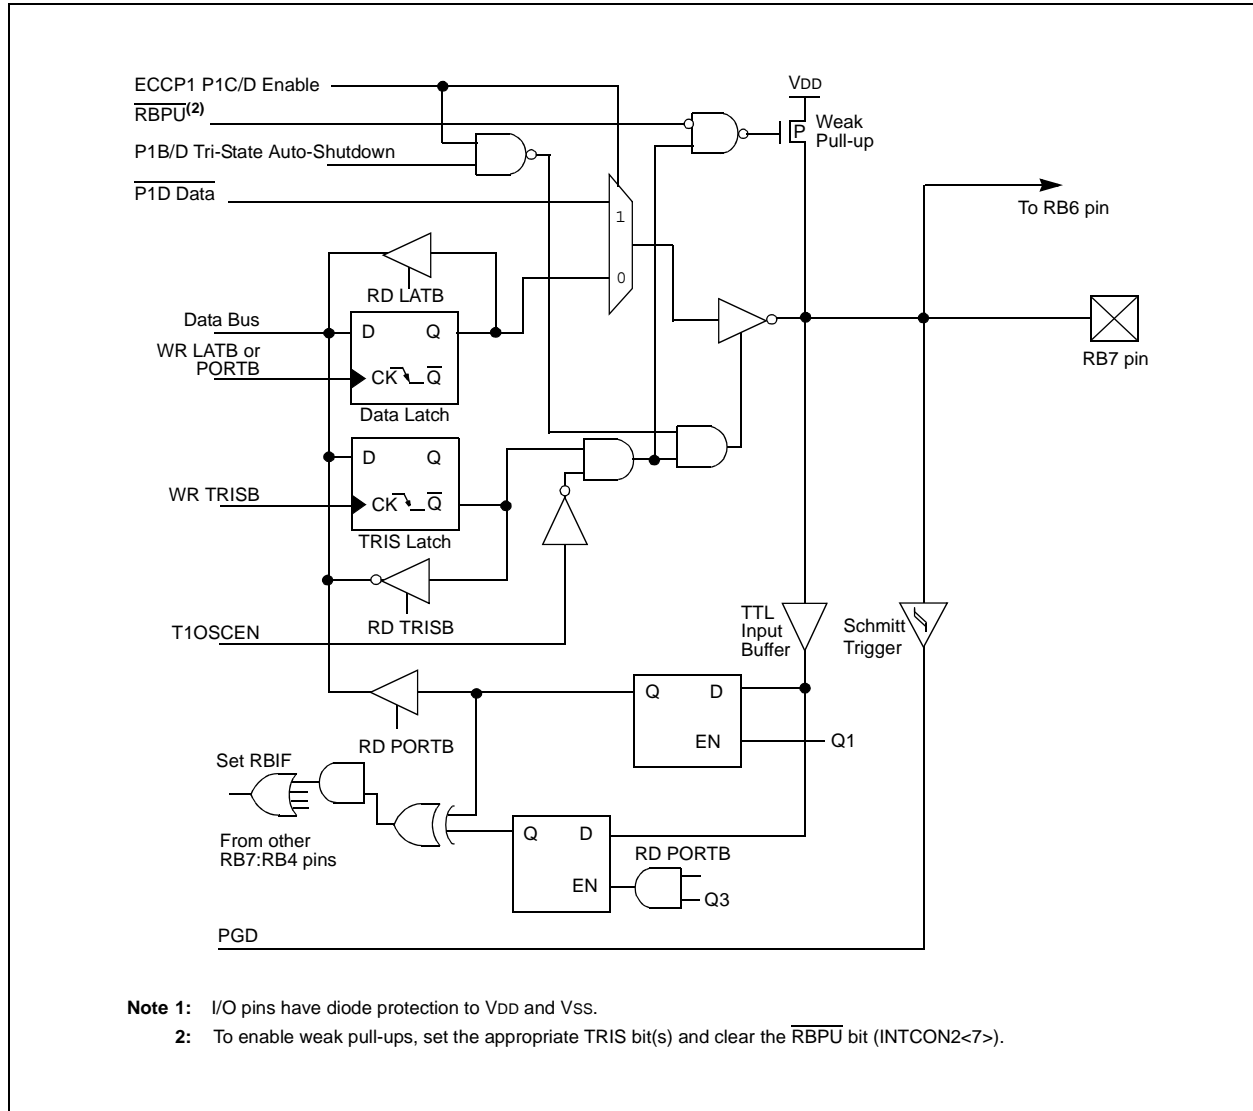 ECCP1 P1C/D Enable
RBPU(2)
P1B/D Tri-State Auto-Shutdown
P1D Data
VDD
P
Weak
Pull-up
To RB6 pin
1
0
RD LATB
Data Bus
WR LATB or
PORTB
D Q
CK Q
Data Latch
RB7 pin
WR TRISB
D Q
CK Q
TRIS Latch
RD TRISB
T1OSCEN
TTL
Input
Buffer
Schmitt
Trigger
Q D
EN
Q1
RD PORTB
Set RBIF
From other
RB7:RB4 pins
Q D
EN
RD PORTB
Q3
PGD
Note 1: I/O pins have diode protection to VDD and VSS.
2: To enable weak pull-ups, set the appropriate TRIS bit(s) and clear the RBPU bit (INTCON2<7>).